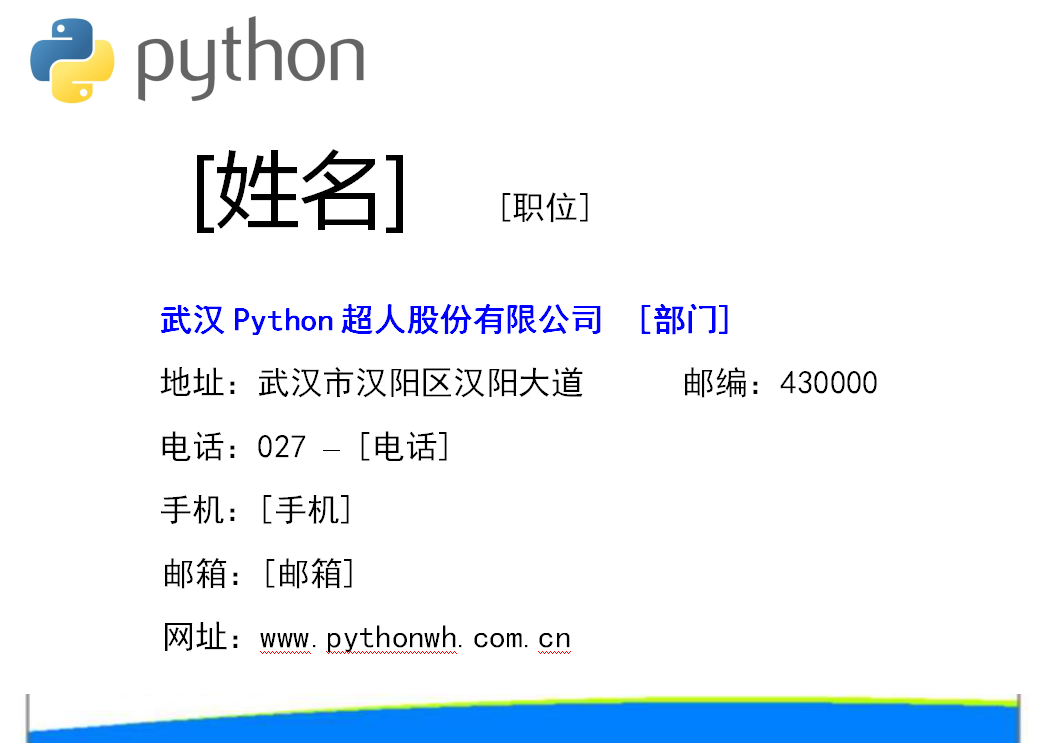 python
[姓名] [职位]
武汉 Python 超人股份有限公司 [部门]
地址：武汉市汉阳区汉阳大道 邮编：430000
电话：027 – [电话]
手机：[手机]
邮箱：[邮箱]
网址：www.pythonwh.com.cn